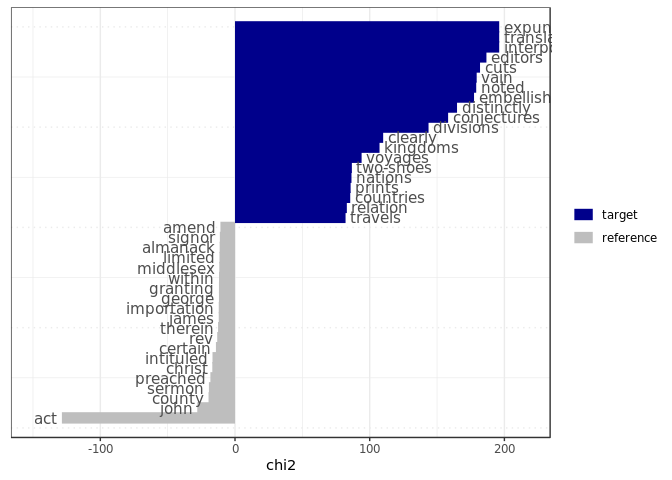 expun
transla
interp
editors
cuts
vain
noted
embellish
distinctly
conjectures
divisions
clearly
kingdoms
voyages
two-shoes
nations
prints
countries
relation
travels
amend
signor
almanack
limited
middlesex
within
granting
george
importation
james
therein
rev
certain
intituled
christ
preached
sermon
county
john
act
target
reference
-100 0 100 200
chi2